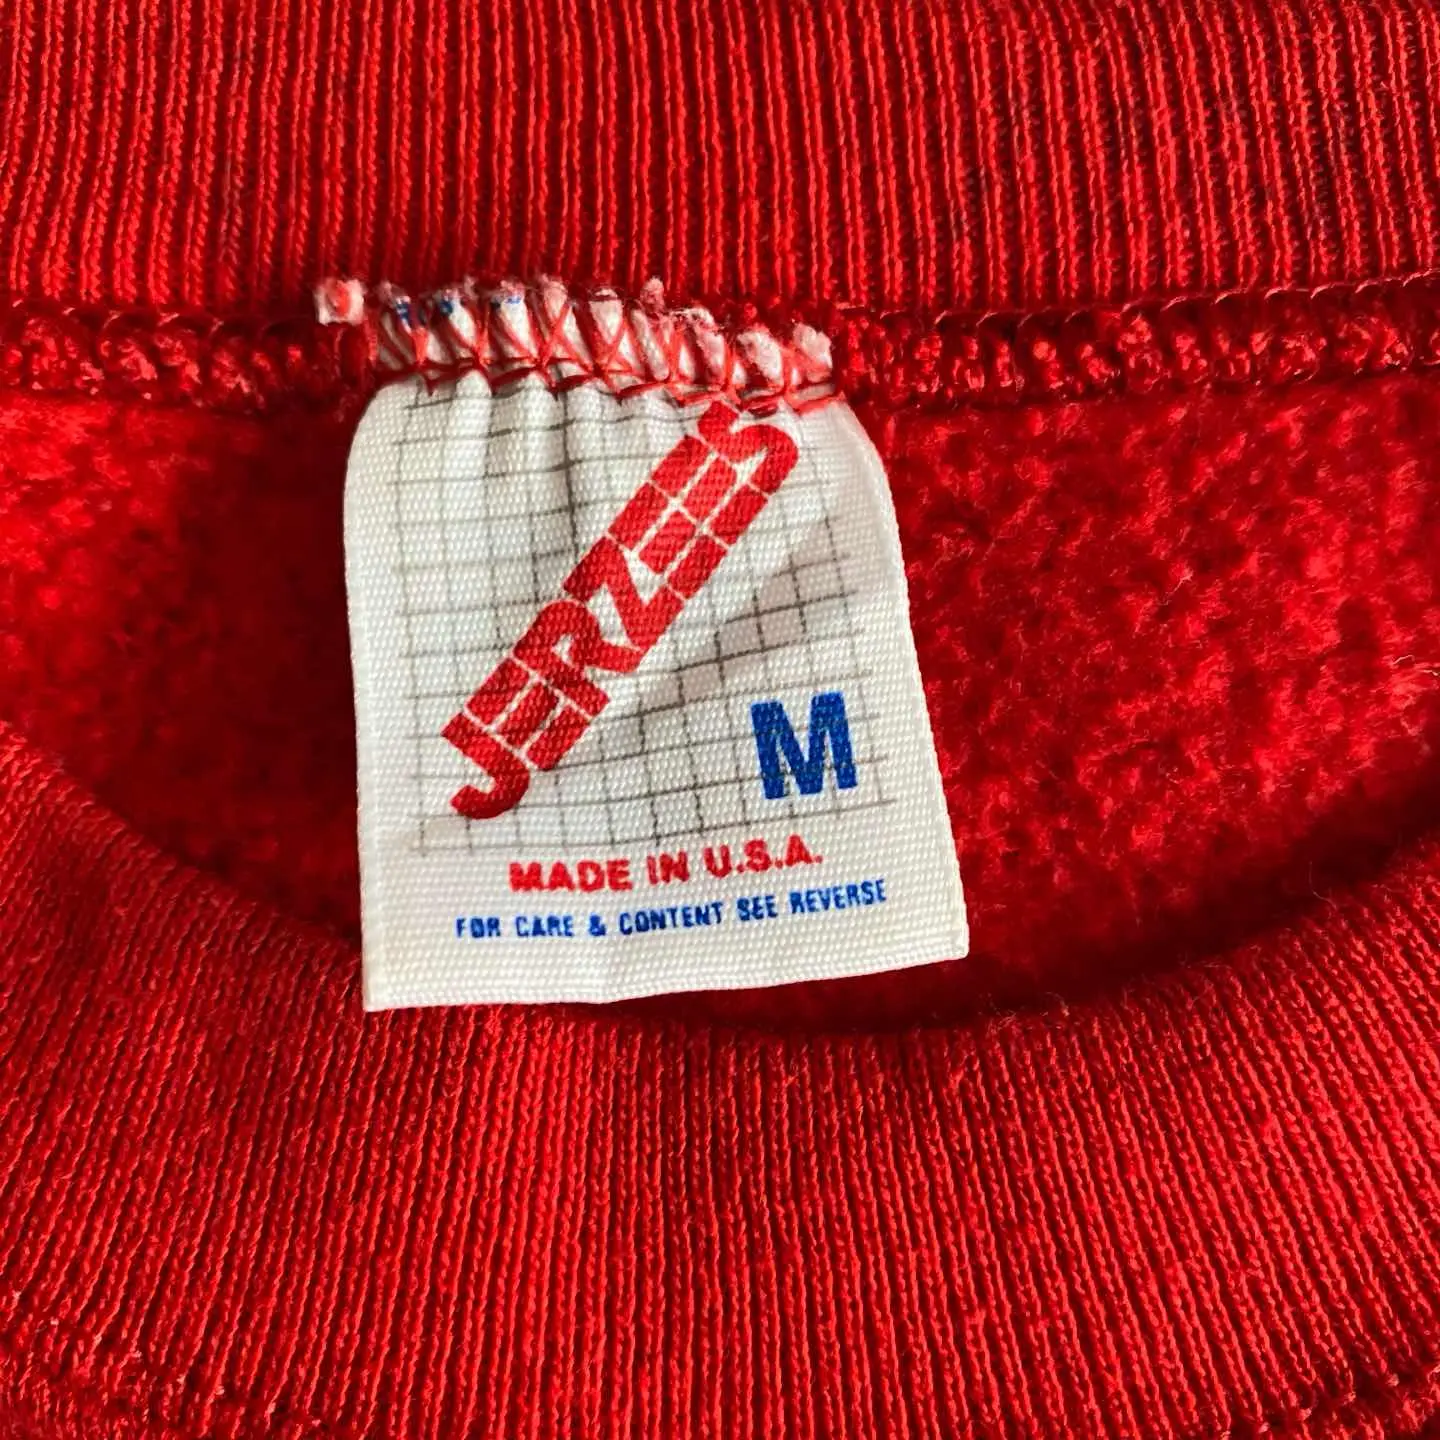 JERZEES
M
MADE IN U.S.A.
FOR CARE & CONTENT SEE REVERSE